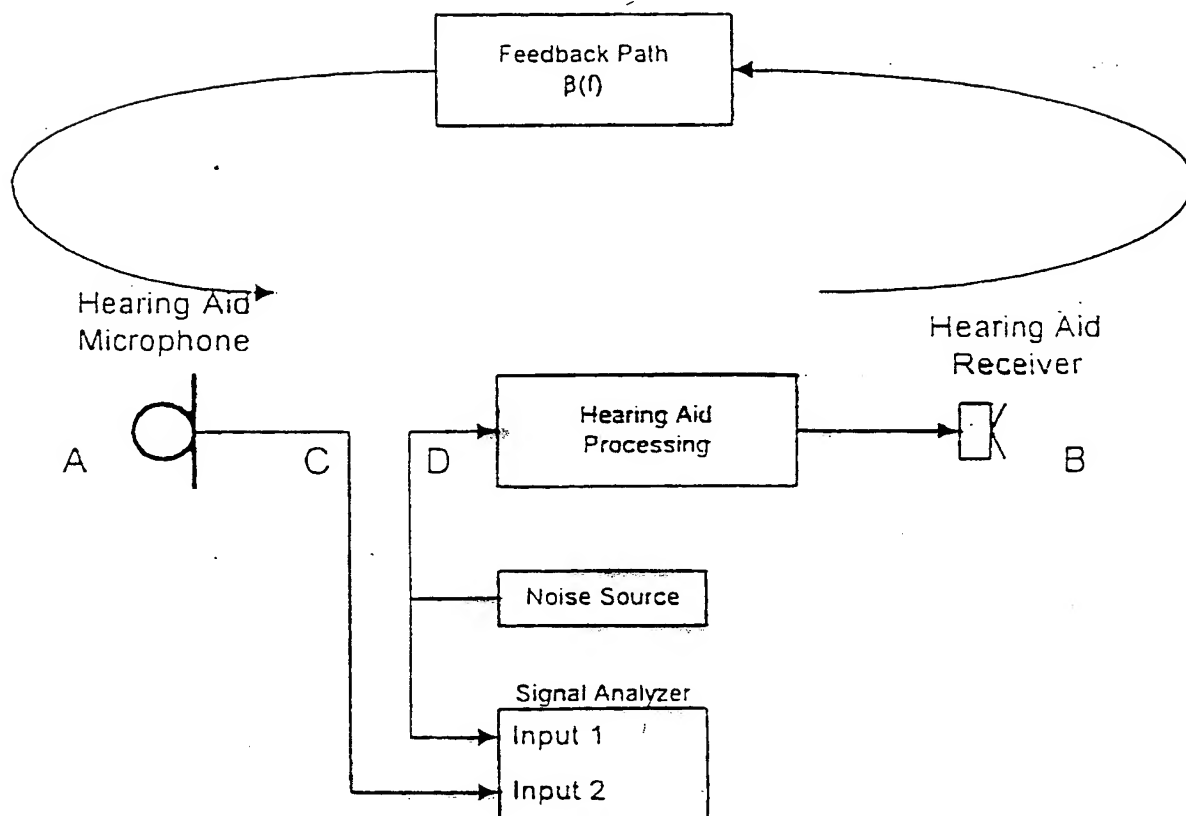 Feedback Path
β(f)
Hearing Aid
Microphone
Hearing Aid
Receiver
Hearing Aid
Processing
A
C
D
B
Noise Source
Signal Analyzer
Input 1
Input 2